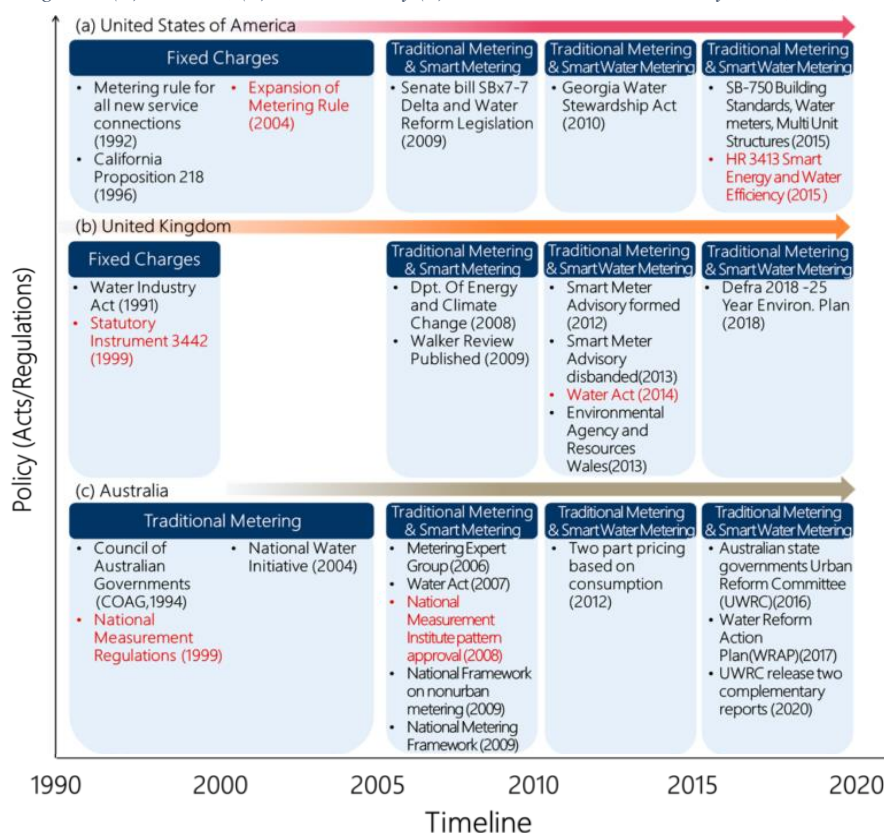 (a) United States of America
Fixed Charges
• Metering rule for
all new service
connections
(1992)
• California
Proposition 218
(1996)
• Expansion of
Metering Rule
(2004)
Traditional Metering
& Smart Metering
• Senate bill SBx7-7
Delta and Water
Reform Legislation
(2009)
Traditional Metering
& Smart Water Metering
• Georgia Water
Stewardship Act
(2010)
Traditional Metering
& Smart Water Metering
• SB-750 Building
Standards, Water
meters, Multi Unit
Structures (2015)
• HR 3413 Smart
Energy and Water
Efficiency (2015 )
(b) United Kingdom
Fixed Charges
• Water Industry
Act (1991)
• Statutory
Instrument 3442
(1999)
Traditional Metering
& Smart Metering
• Dpt. Of Energy
and Climate
Change (2008)
• Walker Review
Published (2009)
Traditional Metering
& Smart Water Metering
• Smart Meter
Advisory formed
(2012)
• Smart Meter
Advisory
disbanded(2013)
• Water Act (2014)
• Environmental
Agency and
Resources
Wales(2013)
Traditional Metering
& Smart Water Metering
• Defra 2018 -25
Year Environ. Plan
(2018)
(c) Australia
Traditional Metering
• Council of
Australian
Governments
(COAG,1994)
• National
Measurement
Regulations (1999)
• National Water
Initiative (2004)
Traditional Metering
& Smart Metering
• Metering Expert
Group (2006)
• Water Act (2007)
• National
Measurement
Institute pattern
approval (2008)
• National Framework
on nonurban
metering (2009)
• National Metering
Framework (2009)
Traditional Metering
& Smart Water Metering
• Two part pricing
based on
consumption
(2012)
Traditional Metering
& Smart Water Metering
• Australian state
governments Urban
Reform Committee
(UWRC)(2016)
• Water Reform
Action
Plan(WRAP)(2017)
• UWRC release two
complementary
reports (2020)
Policy (Acts/Regulations)
1990 2000 2005 2010 2015 2020
Timeline